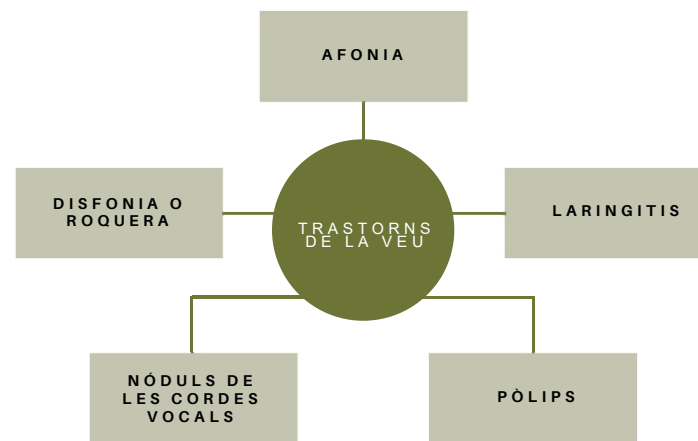 AFONIA
DISFONIA O
ROQUERA
TRASTORNS
DE LA VEU
LARINGITIS
NÓDULS DE
LES CORDES
VOCALS
PÒLIPS